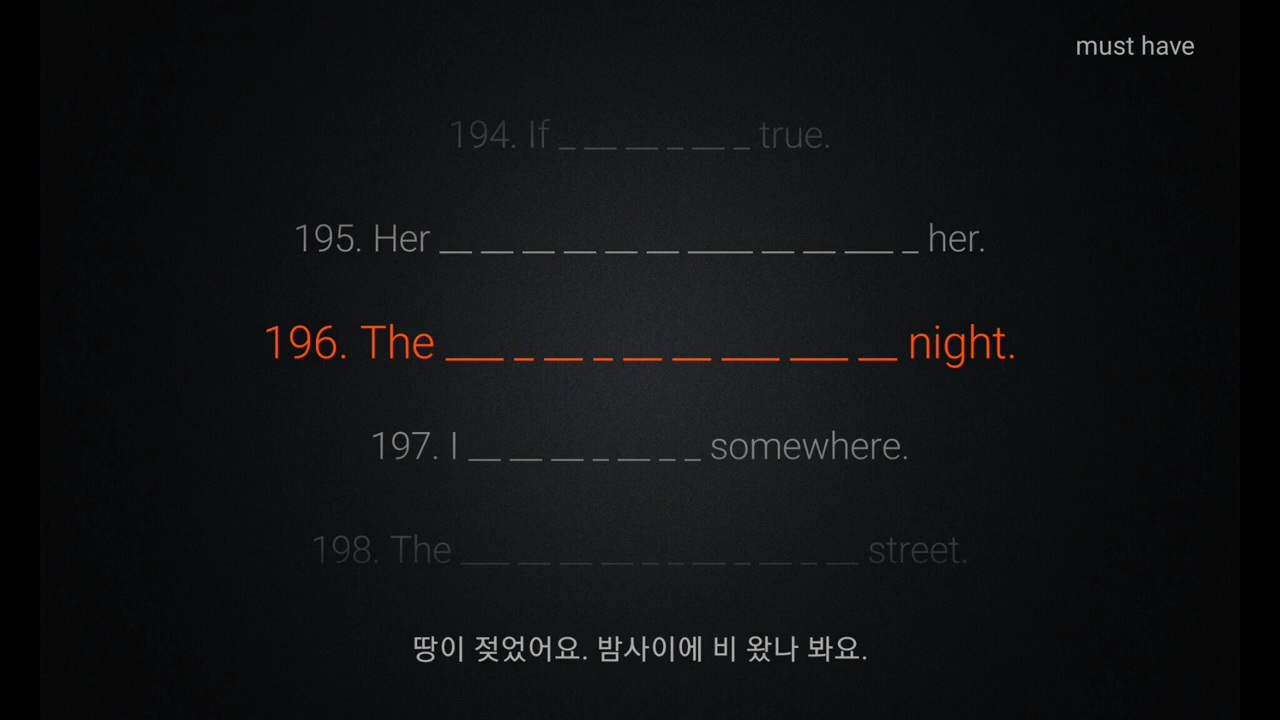 must have
194. If _ __ __ _ __ _ true.
195. Her __ __ __ __ __ __ ____ __ __ ___ _ her.
196. The ___ _ __ _ __ __ ___ ___ __ night.
197. I __ __ __ _ __ _ _ somewhere.
198. The ___ __ __ __ _ _ __ _ __ _ __ street.
땅이 젖었어요. 밤사이에 비 왔나 봐요.